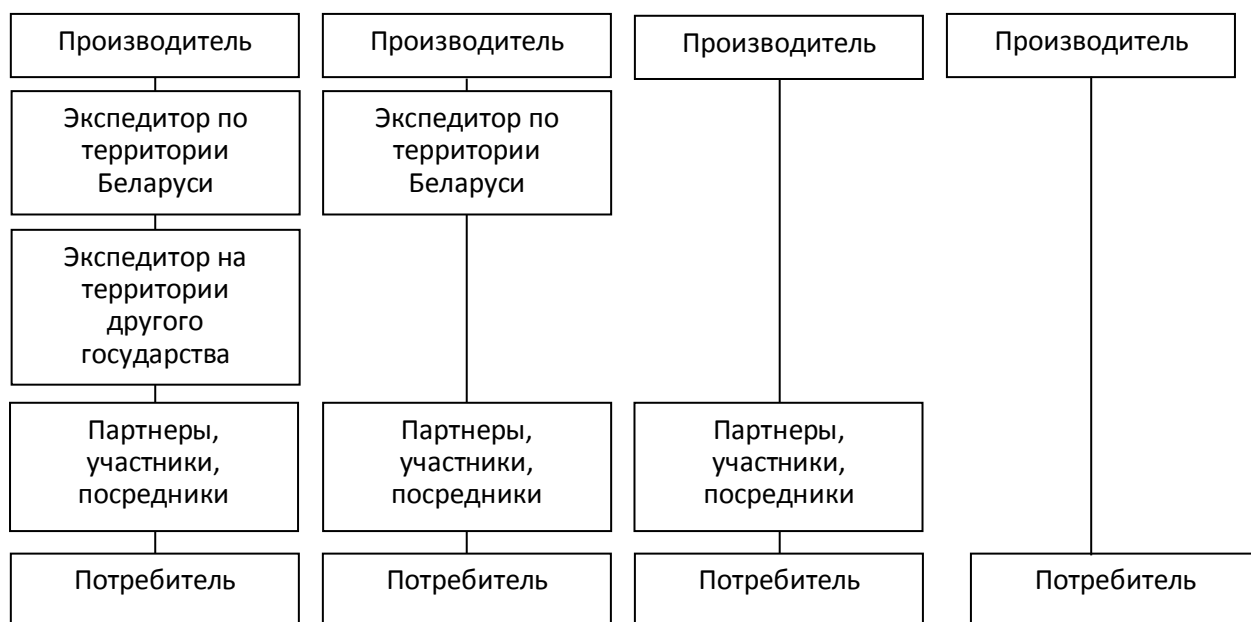 Производитель
Экспедитор по
территории
Беларуси
Экспедитор на
территории
другого
государства
Партнеры,
участники,
посредники
Потребитель
Производитель
Экспедитор по
территории
Беларуси
Партнеры,
участники,
посредники
Потребитель
Производитель
Партнеры,
участники,
посредники
Потребитель
Производитель
Потребитель